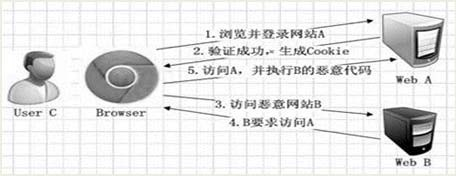 1.浏览并登录网站A
2.验证成功，生成Cookie
5.访问A，并执行B的恶意代码
Web A
User C
Browser
3.访问恶意网站B
4.B要求访问A
Web B